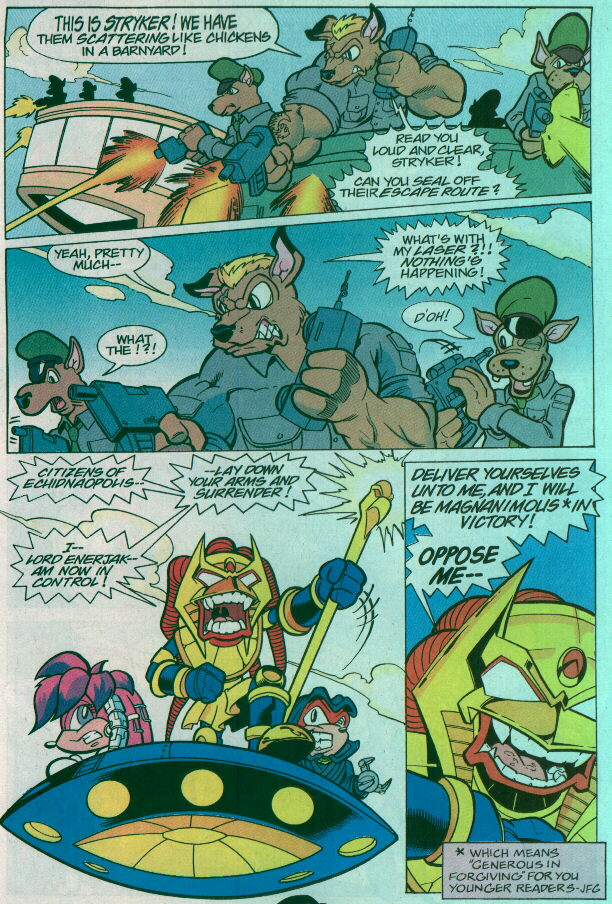 THIS IS STRYKER! WE HAVE
THEM SCATTERING LIKE CHICKENS
IN A BARNYARD!
READ YOU
LOUD AND CLEAR,
STRYKER!
CAN YOU SEAL OFF
THEIR ESCAPE ROUTE?
YEAH, PRETTY
MUCH--
WHAT
THE!?!
WHAT'S WITH
MY LASER?!!
NOTHING'S
HAPPENING!
D'OH!
CITIZENS OF
ECHIDNAOPOLIS--
--LAY DOWN
YOUR ARMS AND
SURRENDER!
I--
LORD ENERJAK--
AM NOW IN
CONTROL!
DELIVER YOURSELVES
UNTO ME, AND I WILL
BE MAGNANIMOUS * IN
VICTORY!
OPPOSE
ME--
* WHICH MEANS
"GENEROUS IN
FORGIVING" FOR YOU
YOUNGER READERS-JFG